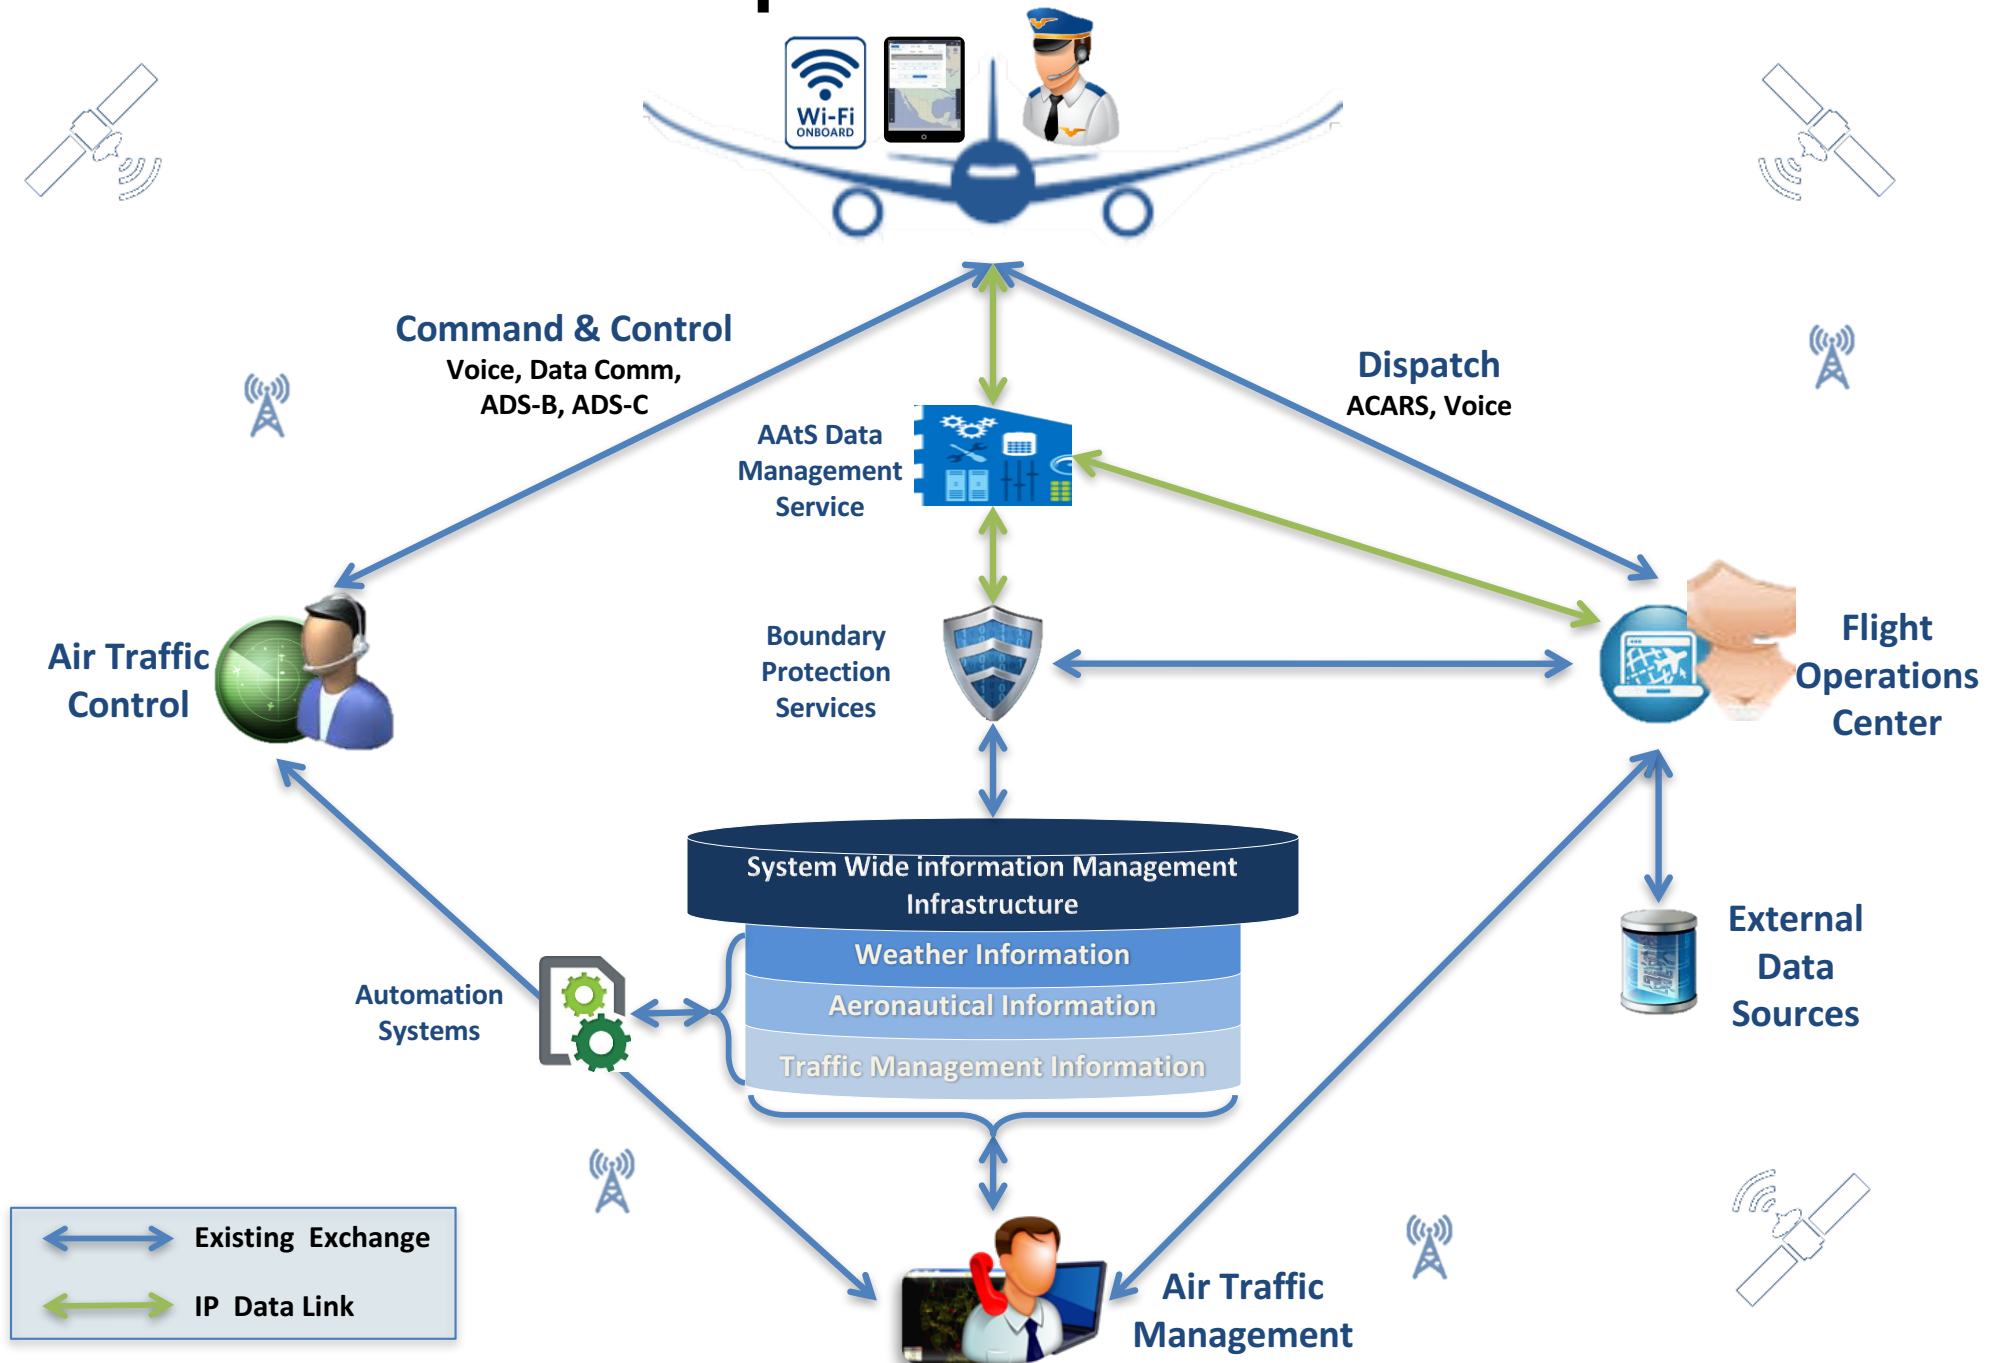 Wi-Fi
ONBOARD
Command & Control
Voice, Data Comm,
ADS-B, ADS-C
Dispatch
ACARS, Voice
AAtS Data
Management
Service
Air Traffic
Control
Boundary
Protection
Services
Flight
Operations
Center
System Wide information Management
Infrastructure
Weather Information
Aeronautical Information
Traffic Management Information
Automation
Systems
External
Data
Sources
Existing Exchange
IP Data Link
Air Traffic
Management